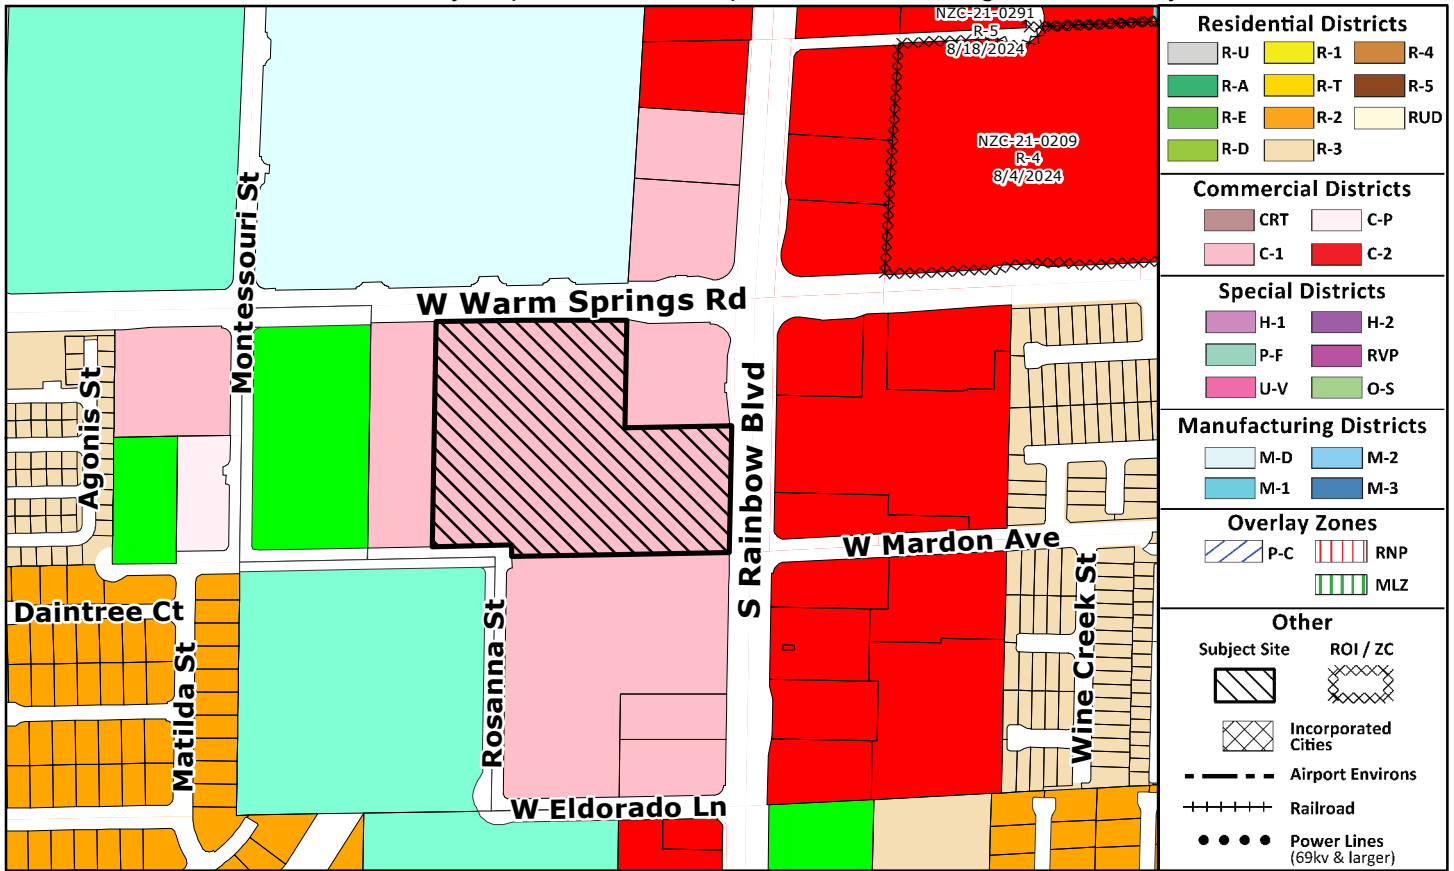 NZC-21-0291
R-5
8/18/2024
NZC-21-0209
R-4
8/4/2024
Montessouri St
W Warm Springs Rd
Agonis St
S Rainbow Blvd
W Mardon Ave
Daintree Ct
Matilda St
Rosanna St
Wine Creek St
W Eldorado Ln
Residential Districts
R-U R-1 R-4
R-A R-T R-5
R-E R-2 RUD
R-D R-3
Commercial Districts
CRT C-P
C-1 C-2
Special Districts
H-1 H-2
P-F RVP
U-V O-S
Manufacturing Districts
M-D M-2
M-1 M-3
Overlay Zones
P-C RNP
MLZ
Other
Subject Site ROI / ZC
Incorporated
Cities
Airport Environs
Railroad
Power Lines
(69kv & larger)